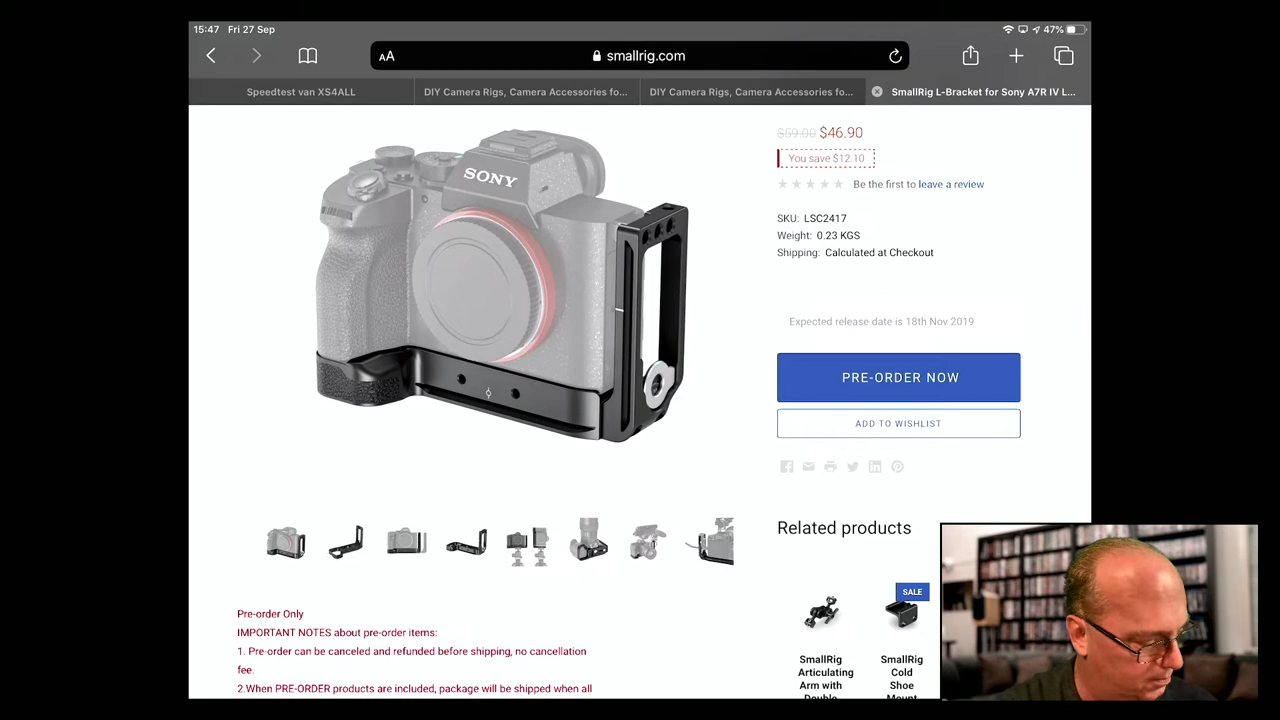 15:47 Fri 27 Sep
47%
AA
smallrig.com
Speedtest van XS4ALL
DIY Camera Rigs, Camera Accessories fo...
DIY Camera Rigs, Camera Accessories fo...
SmallRig L-Bracket for Sony A7R IV L...
SONY
$59.00 $46.90
You save $12.10
Be the first to leave a review
SKU: LSC2417
Weight: 0.23 KGS
Shipping: Calculated at Checkout
Expected release date is 18th Nov 2019
PRE-ORDER NOW
ADD TO WISHLIST
Related products
SALE
SmallRig
Articulating
Arm with
Double
SmallRig
Cold
Shoe
Mount
Pre-order Only
IMPORTANT NOTES about pre-order items:
1. Pre-order can be canceled and refunded before shipping, no cancellation
fee.
2.When PRE-ORDER products are included, package will be shipped when all